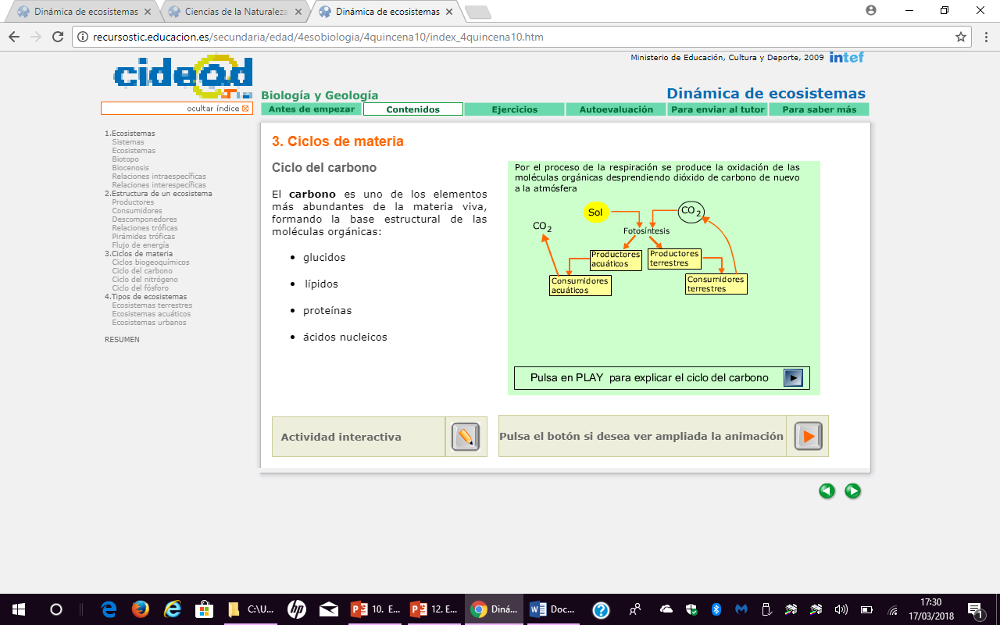 Dinámica de ecosistemas
Ciencias de la Naturaleza
Dinámica de ecosistemas
recursostic.educacion.es/secundaria/edad/4esobiologia/4quincena10/index_4quincena10.htm
cidead
Ministerio de Educación, Cultura y Deporte, 2009 intef
Biología y Geología
Dinámica de ecosistemas
ocultar índice
Antes de empezar
Contenidos
Ejercicios
Autoevaluación
Para enviar al tutor
Para saber más
1.Ecosistemas
Sistemas
Ecosistemas
Biotopo
Biocenosis
Relaciones intraespecíficas
Relaciones interespecíficas
2.Estructura de un ecosistema
Productores
Consumidores
Descomponedores
Relaciones tróficas
Pirámides tróficas
Flujo de energía
3.Ciclos de materia
Ciclos biogeoquímicos
Ciclo del carbono
Ciclo del nitrógeno
Ciclo del fósforo
4.Tipos de ecosistemas
Ecosistemas terrestres
Ecosistemas acuáticos
Ecosistemas urbanos
RESUMEN
3. Ciclos de materia
Ciclo del carbono
El carbono es uno de los elementos
más abundantes de la materia viva,
formando la base estructural de las
moléculas orgánicas:
• glucidos
• lípidos
• proteínas
• ácidos nucleicos
Por el proceso de la respiración se produce la oxidación de las
moléculas orgánicas desprendiendo dióxido de carbono de nuevo
a la atmósfera
Sol
CO2
CO2
Fotosíntesis
Productores
acuáticos
Productores
terrestres
Consumidores
acuáticos
Consumidores
terrestres
Pulsa en PLAY para explicar el ciclo del carbono
Actividad interactiva
Pulsa el botón si desea ver ampliada la animación
C:\U...
hp
10. E...
12. E...
Diná...
Doc...
17:30
17/03/2018
1